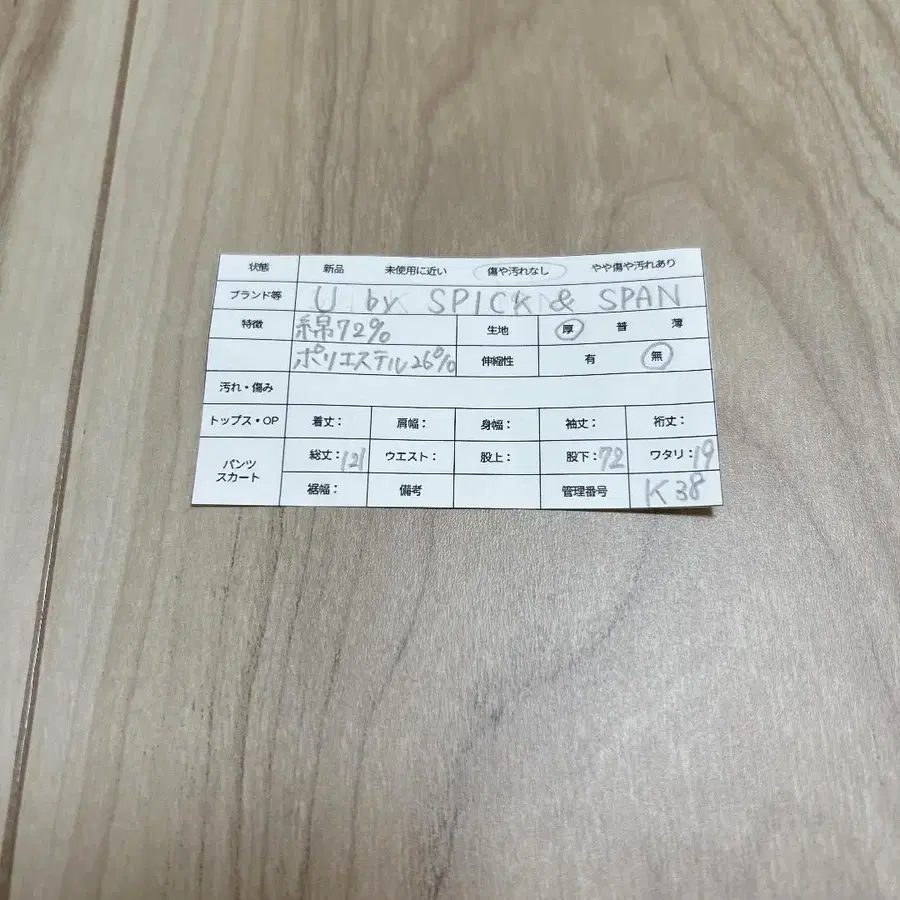 状態 新品 未使用に近い 傷や汚れなし やや傷や汚れあり
ブランド等 U by SPICK & SPAN
特徴 綿72% 生地 厚 普 薄
ポリエステル26% 伸縮性 有 無
汚れ・傷み
トップス・OP 着丈: 肩幅: 身幅: 袖丈: 裄丈:
パンツ スカート 総丈:121 ウエスト: 股上: 股下:72 ワタリ:19
裾幅: 備考 管理番号 K38